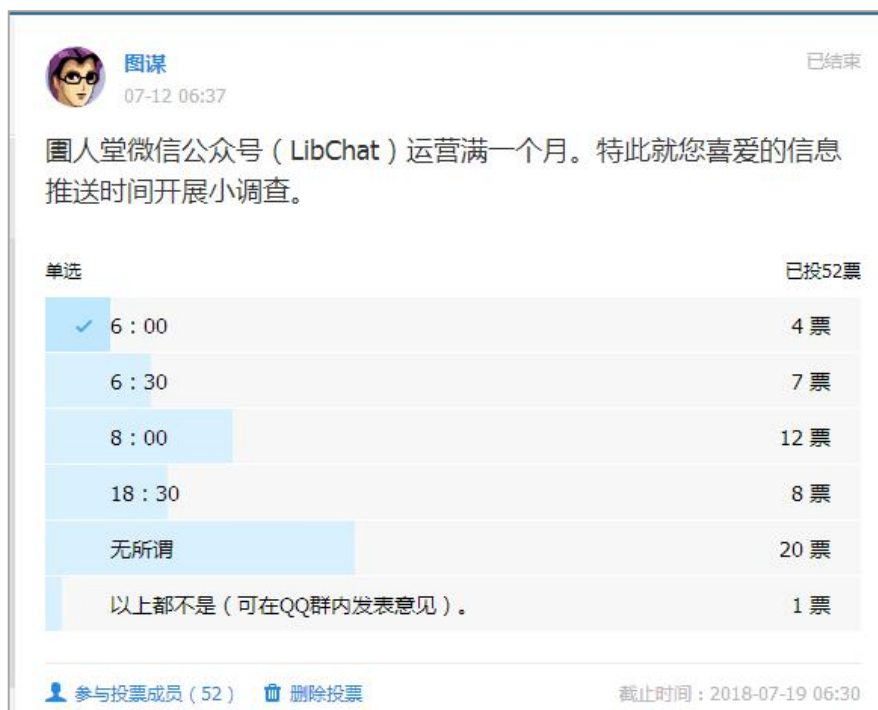 图谋
已结束
07-12 06:37
圕人堂微信公众号（LibChat）运营满一个月。特此就您喜爱的信息
推送时间开展小调查。
单选 已投52票
6：00 4 票
6：30 7 票
8：00 12 票
18：30 8 票
无所谓 20 票
以上都不是（可在QQ群内发表意见）。 1 票
参与投票成员（52） 删除投票 截止时间：2018-07-19 06:30